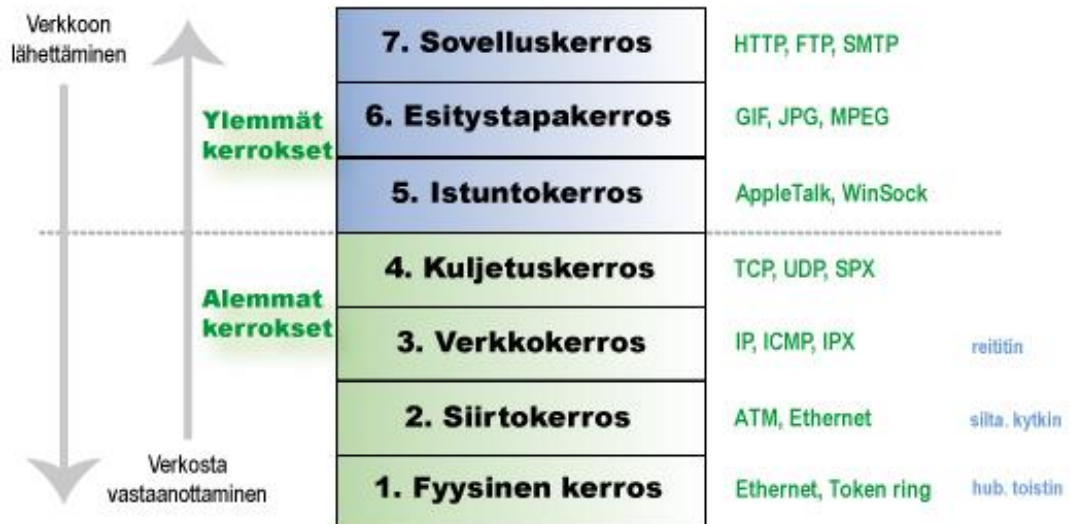 Verkkoon
lähettäminen
7. Sovelluskerros
HTTP, FTP, SMTP
Ylemmät
kerrokset
6. Esitystapakerros
GIF, JPG, MPEG
5. Istuntokerros
AppleTalk, WinSock
4. Kuljetuskerros
TCP, UDP, SPX
Alemmat
kerrokset
3. Verkkokerros
IP, ICMP, IPX
reititin
2. Siirtokerros
ATM, Ethernet
silta. kytkin
Verkosta
vastaanottaminen
1. Fyysinen kerros
Ethernet, Token ring
hub. toistin